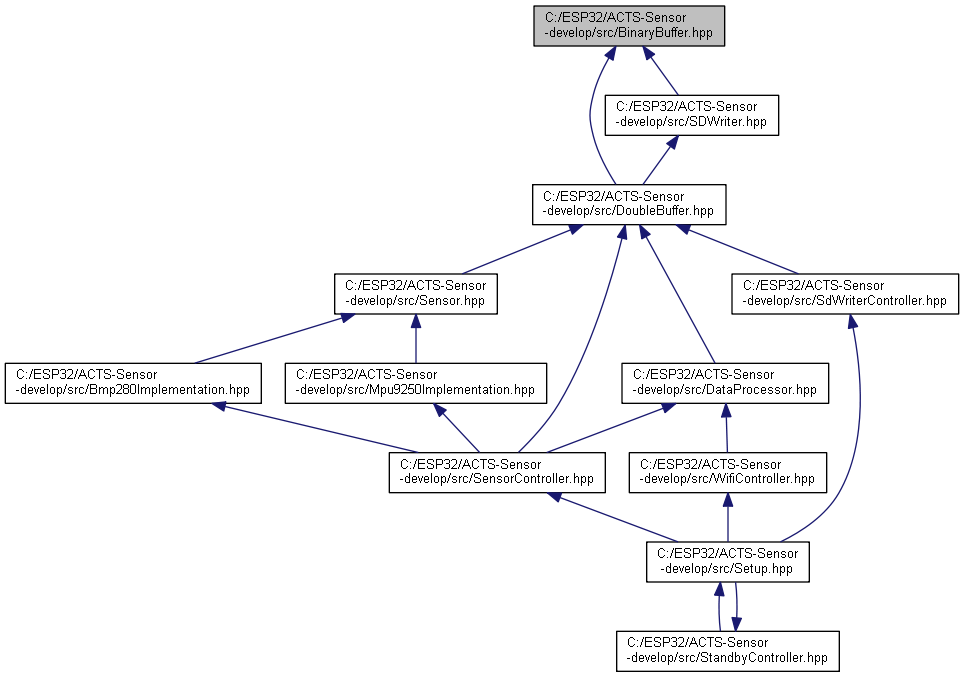 C:/ESP32/ACTS-Sensor
-develop/src/BinaryBuffer.hpp
C:/ESP32/ACTS-Sensor
-develop/src/SDWriter.hpp
C:/ESP32/ACTS-Sensor
-develop/src/DoubleBuffer.hpp
C:/ESP32/ACTS-Sensor
-develop/src/Sensor.hpp
C:/ESP32/ACTS-Sensor
-develop/src/SdWriterController.hpp
C:/ESP32/ACTS-Sensor
-develop/src/Bmp280Implementation.hpp
C:/ESP32/ACTS-Sensor
-develop/src/Mpu9250Implementation.hpp
C:/ESP32/ACTS-Sensor
-develop/src/DataProcessor.hpp
C:/ESP32/ACTS-Sensor
-develop/src/SensorController.hpp
C:/ESP32/ACTS-Sensor
-develop/src/WifiController.hpp
C:/ESP32/ACTS-Sensor
-develop/src/Setup.hpp
C:/ESP32/ACTS-Sensor
-develop/src/StandbyController.hpp